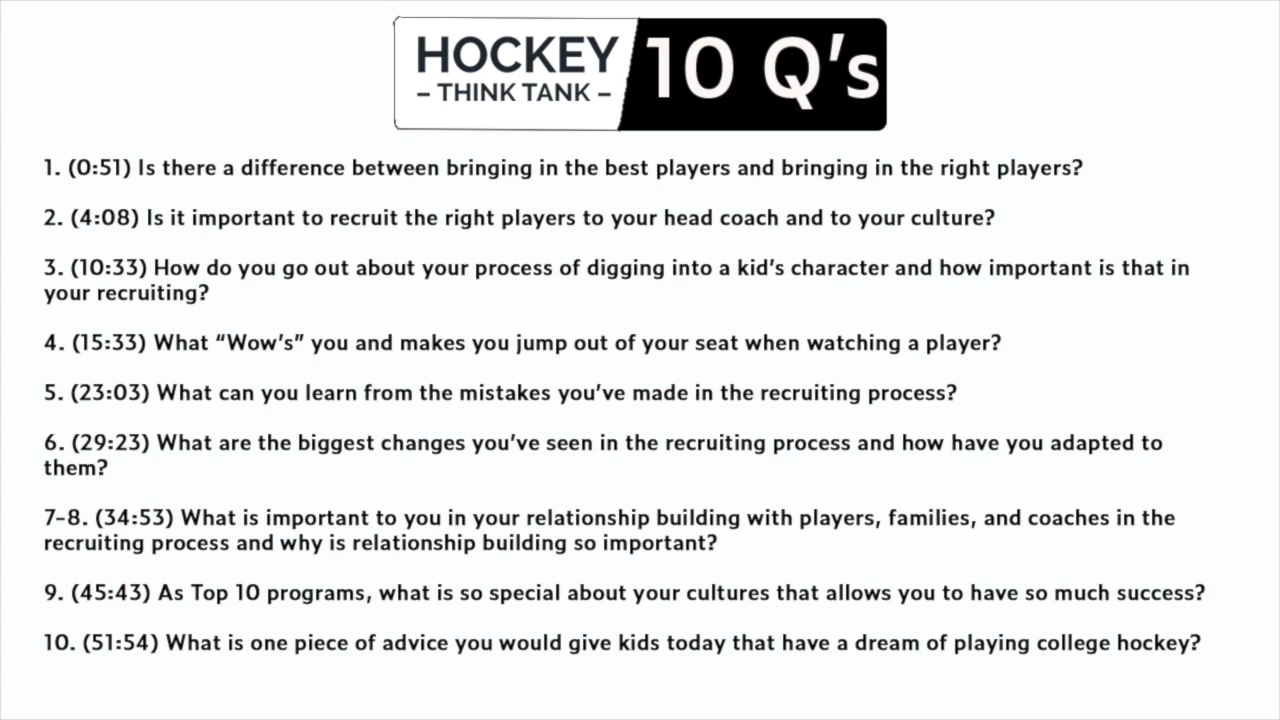 HOCKEY
– THINK TANK –
10 Q's
1. (0:51) Is there a difference between bringing in the best players and bringing in the right players?
2. (4:08) Is it important to recruit the right players to your head coach and to your culture?
3. (10:33) How do you go out about your process of digging into a kid's character and how important is that in
your recruiting?
4. (15:33) What “Wow's” you and makes you jump out of your seat when watching a player?
5. (23:03) What can you learn from the mistakes you've made in the recruiting process?
6. (29:23) What are the biggest changes you've seen in the recruiting process and how have you adapted to
them?
7-8. (34:53) What is important to you in your relationship building with players, families, and coaches in the
recruiting process and why is relationship building so important?
9. (45:43) As Top 10 programs, what is so special about your cultures that allows you to have so much success?
10. (51:54) What is one piece of advice you would give kids today that have a dream of playing college hockey?